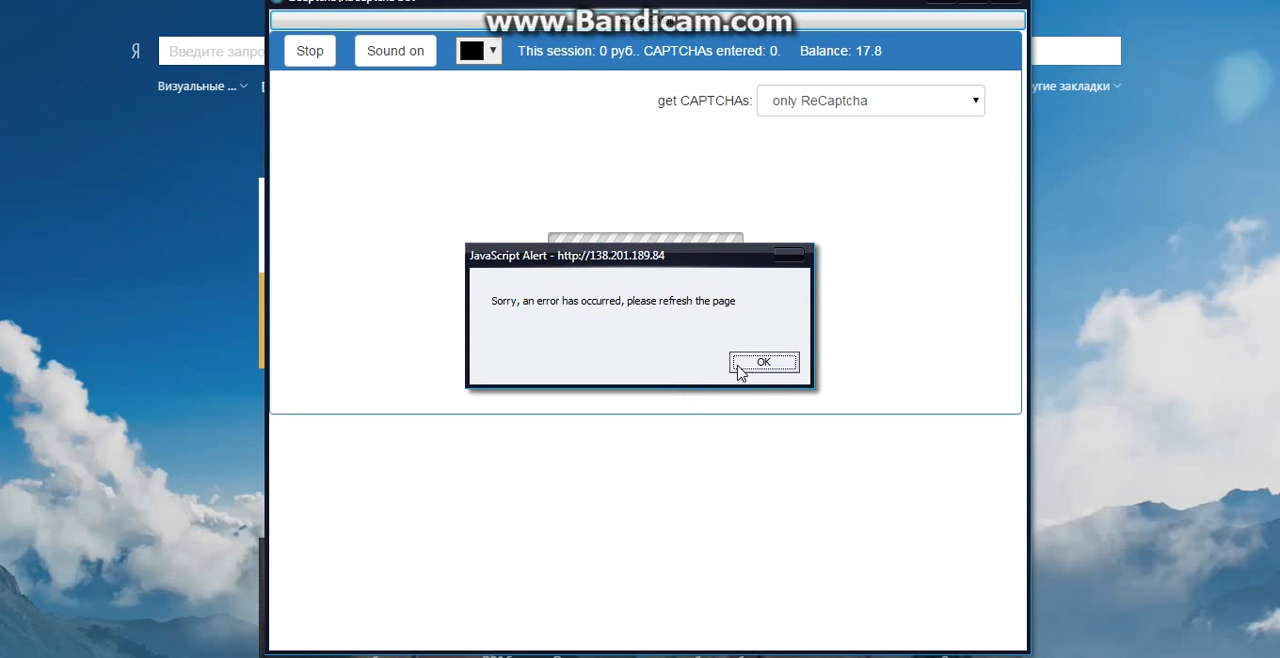 www.Bandicam.com
Я
Введите запро
Stop
Sound on
This session: 0 руб.. CAPTCHAs entered: 0.
Balance: 17.8
Визуальные ...
угие закладки
get CAPTCHAs:
only ReCaptcha
JavaScript Alert - http://138.201.189.84
Sorry, an error has occurred, please refresh the page
OK